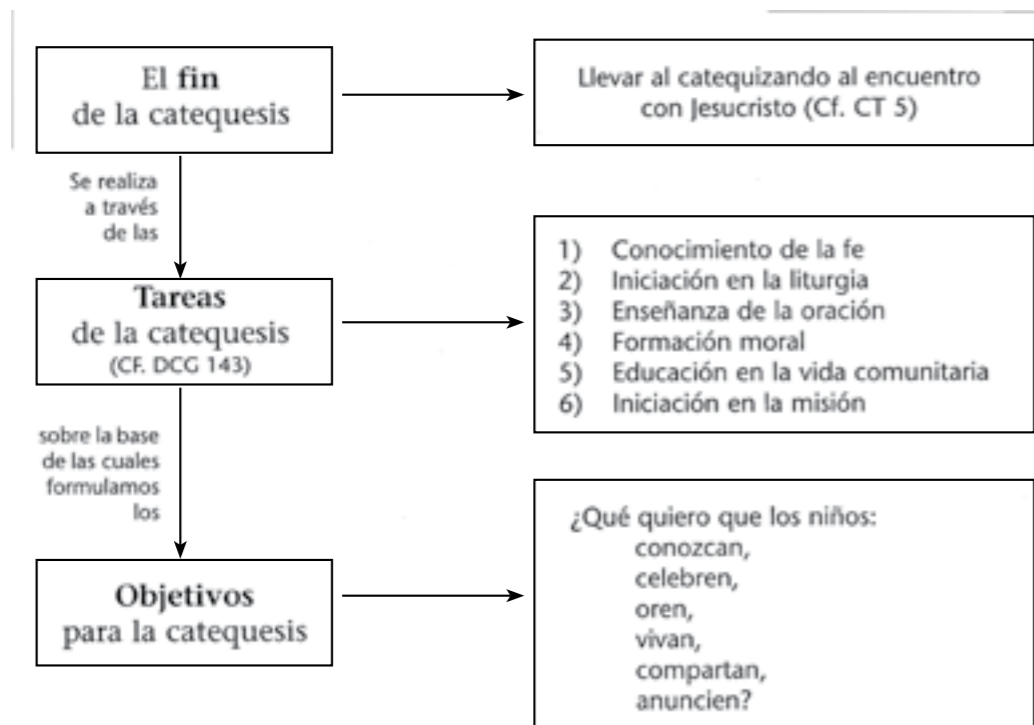 El fin
de la catequesis
Llevar al catequizando al encuentro
con Jesucristo (Cf. CT 5)
Se realiza
a través
de las
Tareas
de la catequesis
(CF. DCG 143)
1) Conocimiento de la fe
2) Iniciación en la liturgia
3) Enseñanza de la oración
4) Formación moral
5) Educación en la vida comunitaria
6) Iniciación en la misión
sobre la base
de las cuales
formulamos
los
Objetivos
para la catequesis
¿Qué quiero que los niños:
conozcan,
celebren,
oren,
vivan,
compartan,
anuncien?